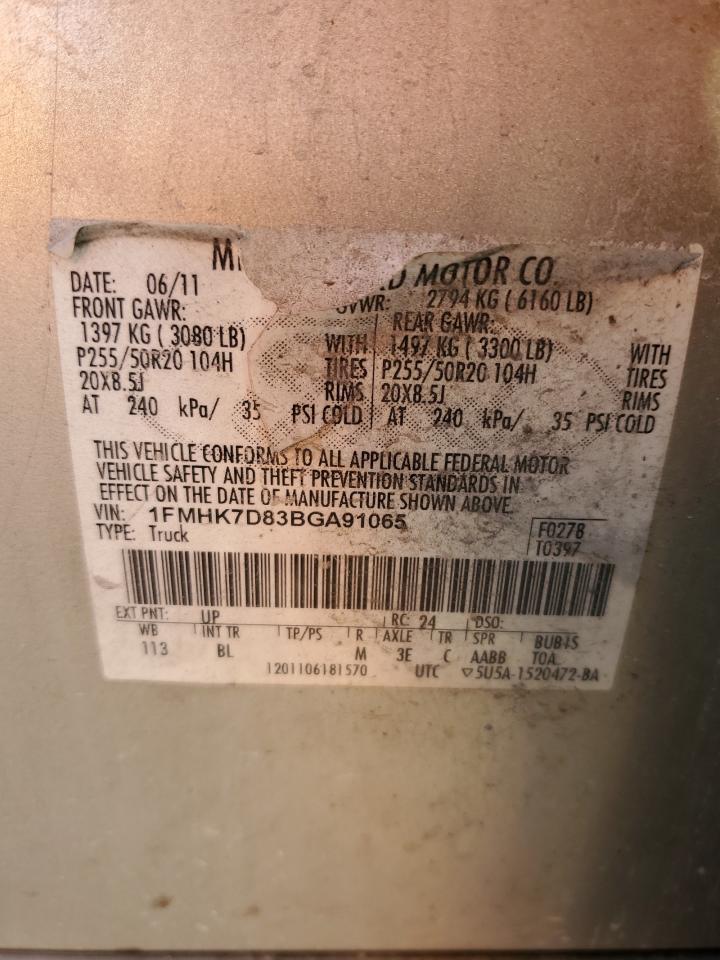 MOTOR CO
DATE: 06/11
GVWR: 2794 KG ( 6160 LB)
FRONT GAWR:
REAR GAWR:
1397 KG ( 3080 LB) WITH
1497 KG ( 3300 LB) WITH
P255/50R20 104H TIRES
P255/50R20 104H TIRES
20X8.5J RIMS
20X8.5J RIMS
AT 240 kPa/ 35 PSI COLD
AT 240 kPa/ 35 PSI COLD
THIS VEHICLE CONFORMS TO ALL APPLICABLE FEDERAL MOTOR
VEHICLE SAFETY AND THEFT PREVENTION STANDARDS IN
EFFECT ON THE DATE OF MANUFACTURE SHOWN ABOVE.
VIN: 1FMHK7D83BGA91065
TYPE: Truck
F0278
T0397
EXT PNT: UP RC: 24 DSO:
WB INT TR TP/PS R AXLE TR SPR BUBIS
113 BL M 3E C AABB TOA
1201106181570 UTC ▽5U5A-1520472-BA